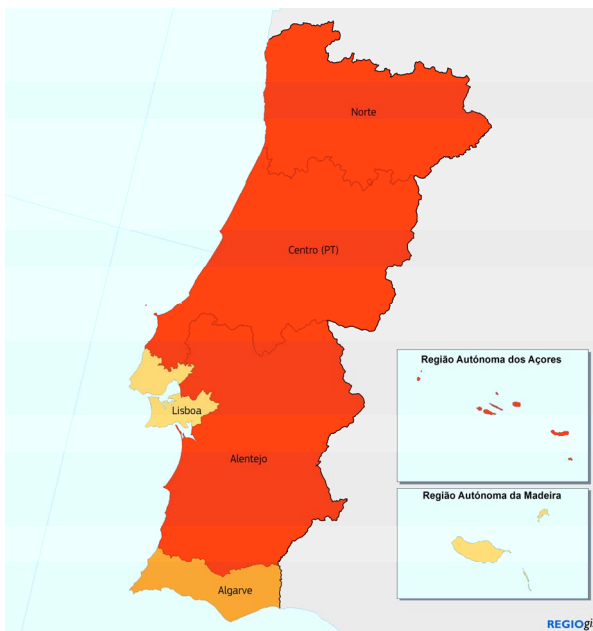 Norte
Centro (PT)
Região Autónoma dos Açores
Lisboa
Alentejo
Região Autónoma da Madeira
Algarve
REGIOgis